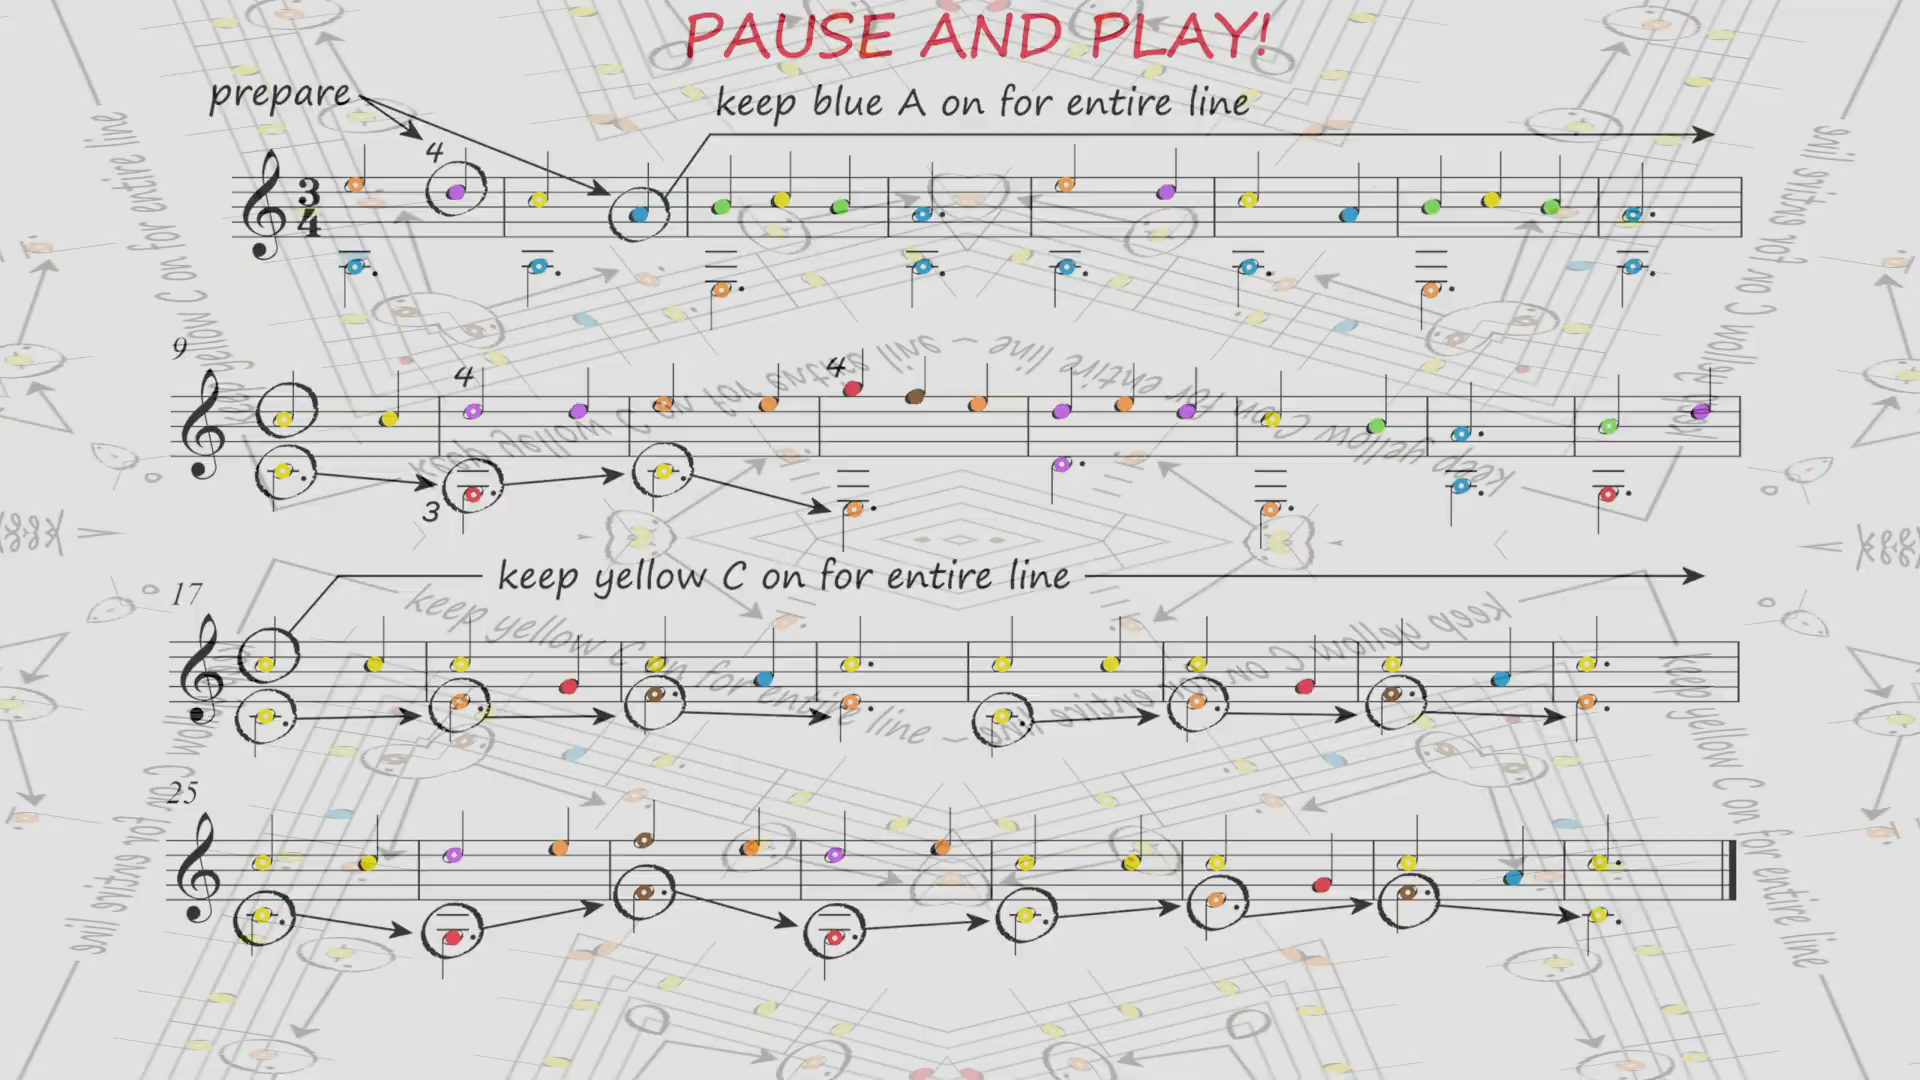 PAUSE AND PLAY!
prepare
keep blue A on for entire line
4
3
4
9
4
4
3
keep yellow C on for entire line
17
25